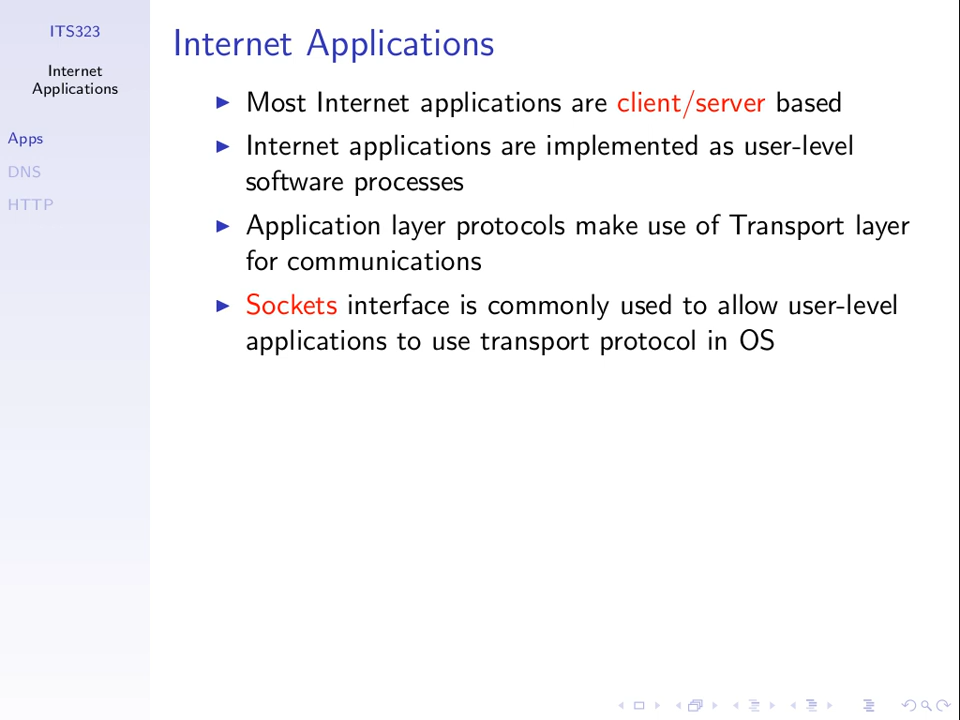 ITS323
Internet
Applications
Apps
DNS
HTTP
Internet Applications
Most Internet applications are client/server based
Internet applications are implemented as user-level
software processes
Application layer protocols make use of Transport layer
for communications
Sockets interface is commonly used to allow user-level
applications to use transport protocol in OS